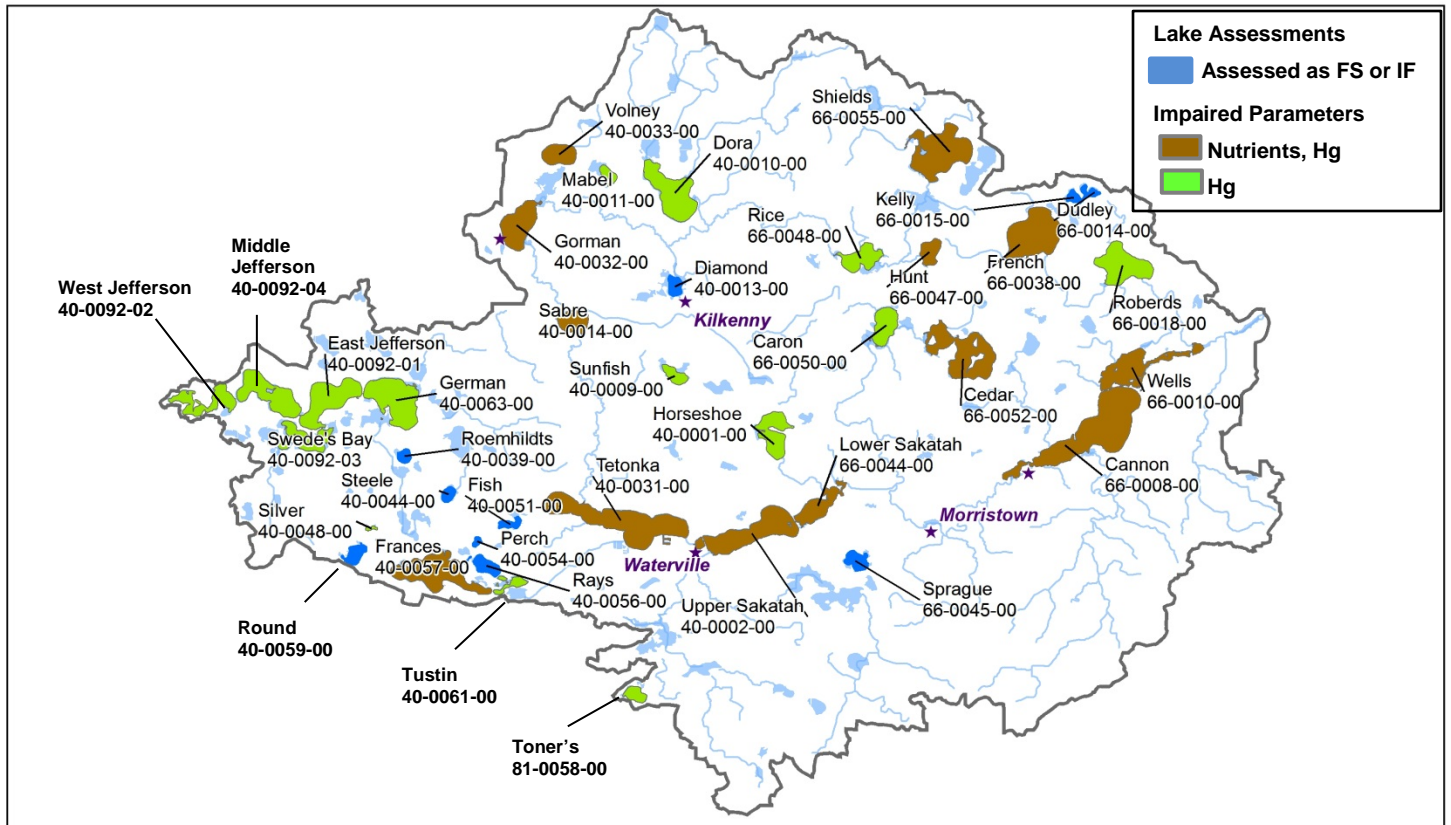 Lake Assessments
Assessed as FS or IF
Impaired Parameters
Nutrients, Hg
Hg
Shields
66-0055-00
Volney
40-0033-00
Dora
40-0010-00
Mabel
40-0011-00
Kelly
66-0015-00
Dudley
66-0014-00
Rice
66-0048-00
Gorman
40-0032-00
Middle
Jefferson
40-0092-04
French
66-0038-00
Diamond
40-0013-00
Hunt
66-0047-00
West Jefferson
40-0092-02
Roberds
66-0018-00
Sabre
40-0014-00
Kilkenny
Caron
66-0050-00
East Jefferson
40-0092-01
Sunfish
40-0009-00
German
40-0063-00
Wells
66-0010-00
Cedar
66-0052-00
Horseshoe
40-0001-00
Swede's Bay
40-0092-03
Roemhildts
40-0039-00
Lower Sakatah
66-0044-00
Tetonka
40-0031-00
Cannon
66-0008-00
Steele
40-0044-00
Fish
40-0051-00
Silver
40-0048-00
Morristown
Perch
40-0054-00
Frances
40-0057-00
Waterville
Rays
40-0056-00
Sprague
66-0045-00
Upper Sakatah
40-0002-00
Round
40-0059-00
Tustin
40-0061-00
Toner's
81-0058-00